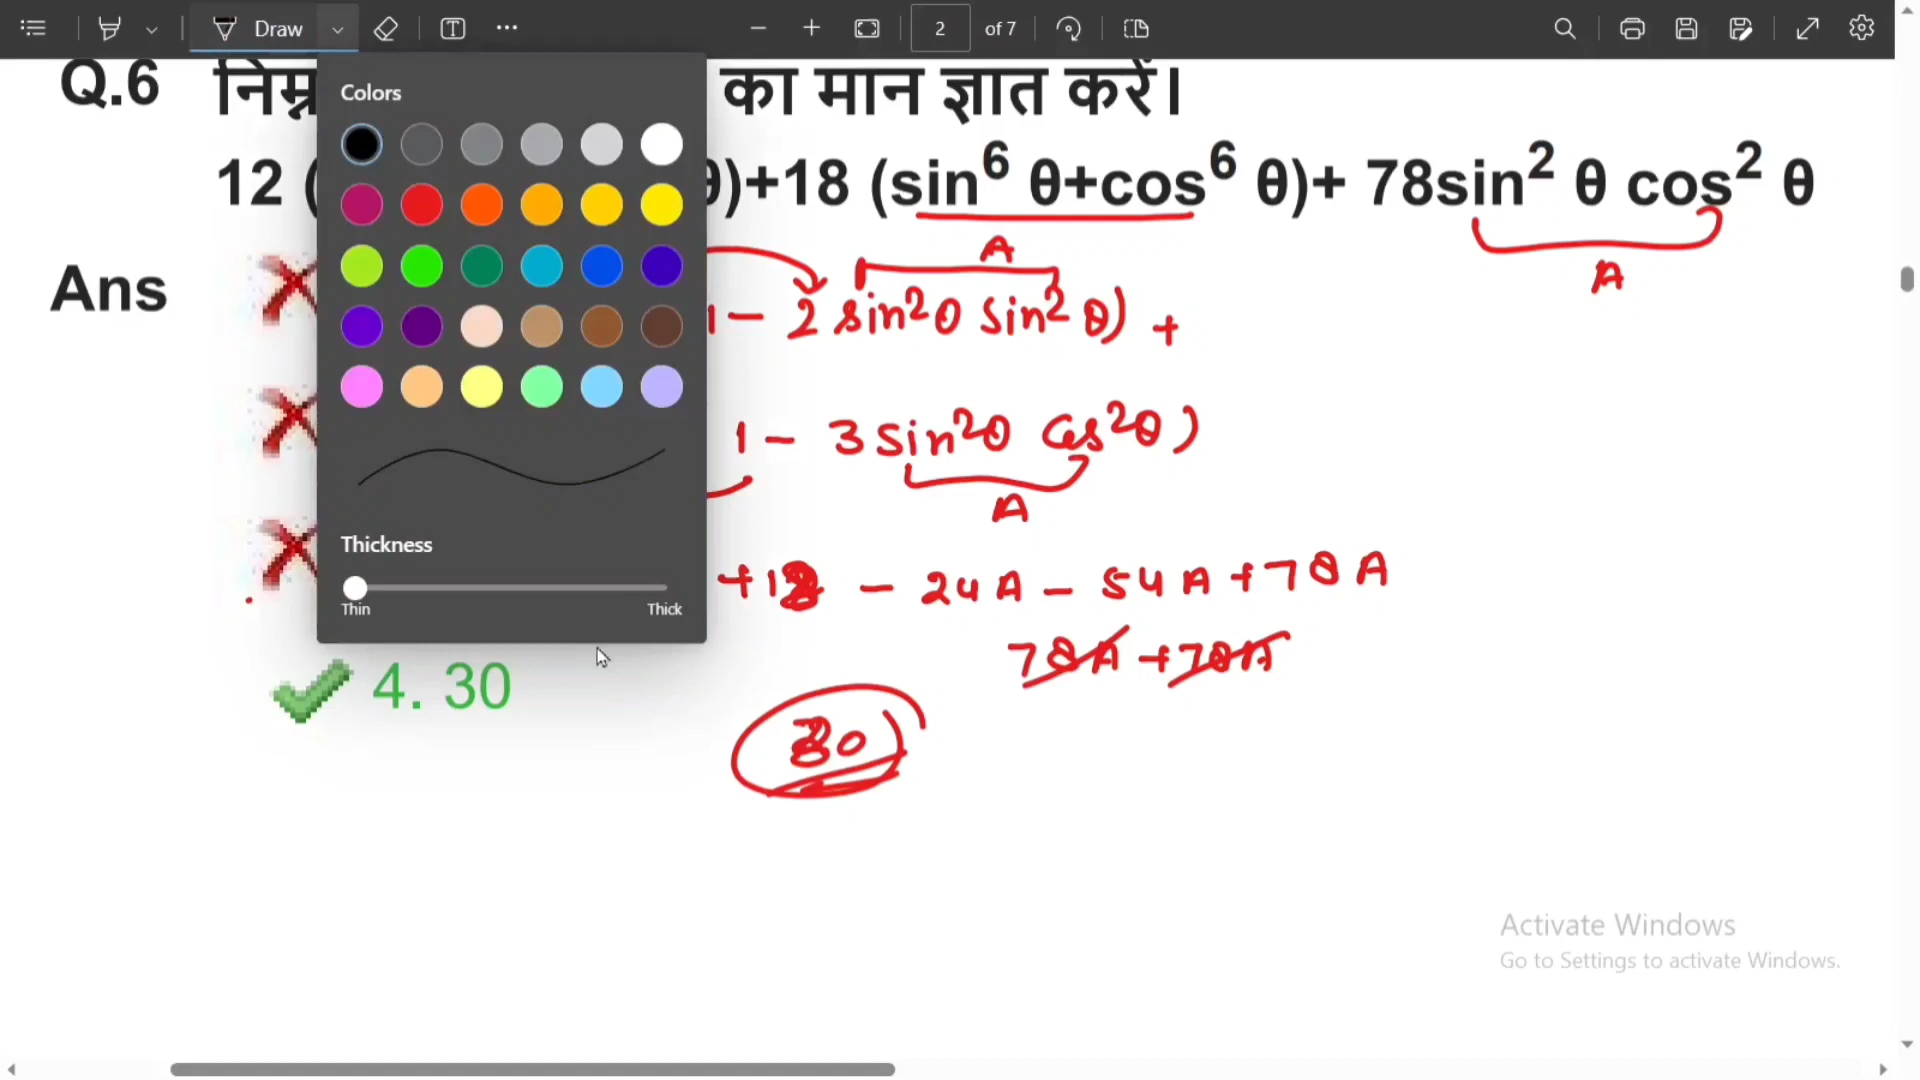 Draw
2 of 7
Q.6 का मान ज्ञात करें।
12 ( θ)+18 (sin⁶ θ+cos⁶ θ)+ 78sin² θ cos² θ
Colors
A
A
Ans
1 - 2 sin²θ sin² θ) +
1 - 3 sin²θ cos²θ)
A
Thickness
Thin Thick
- 24A - 54A + 78A
78A + 78A
4. 30
30
Activate Windows
Go to Settings to activate Windows.